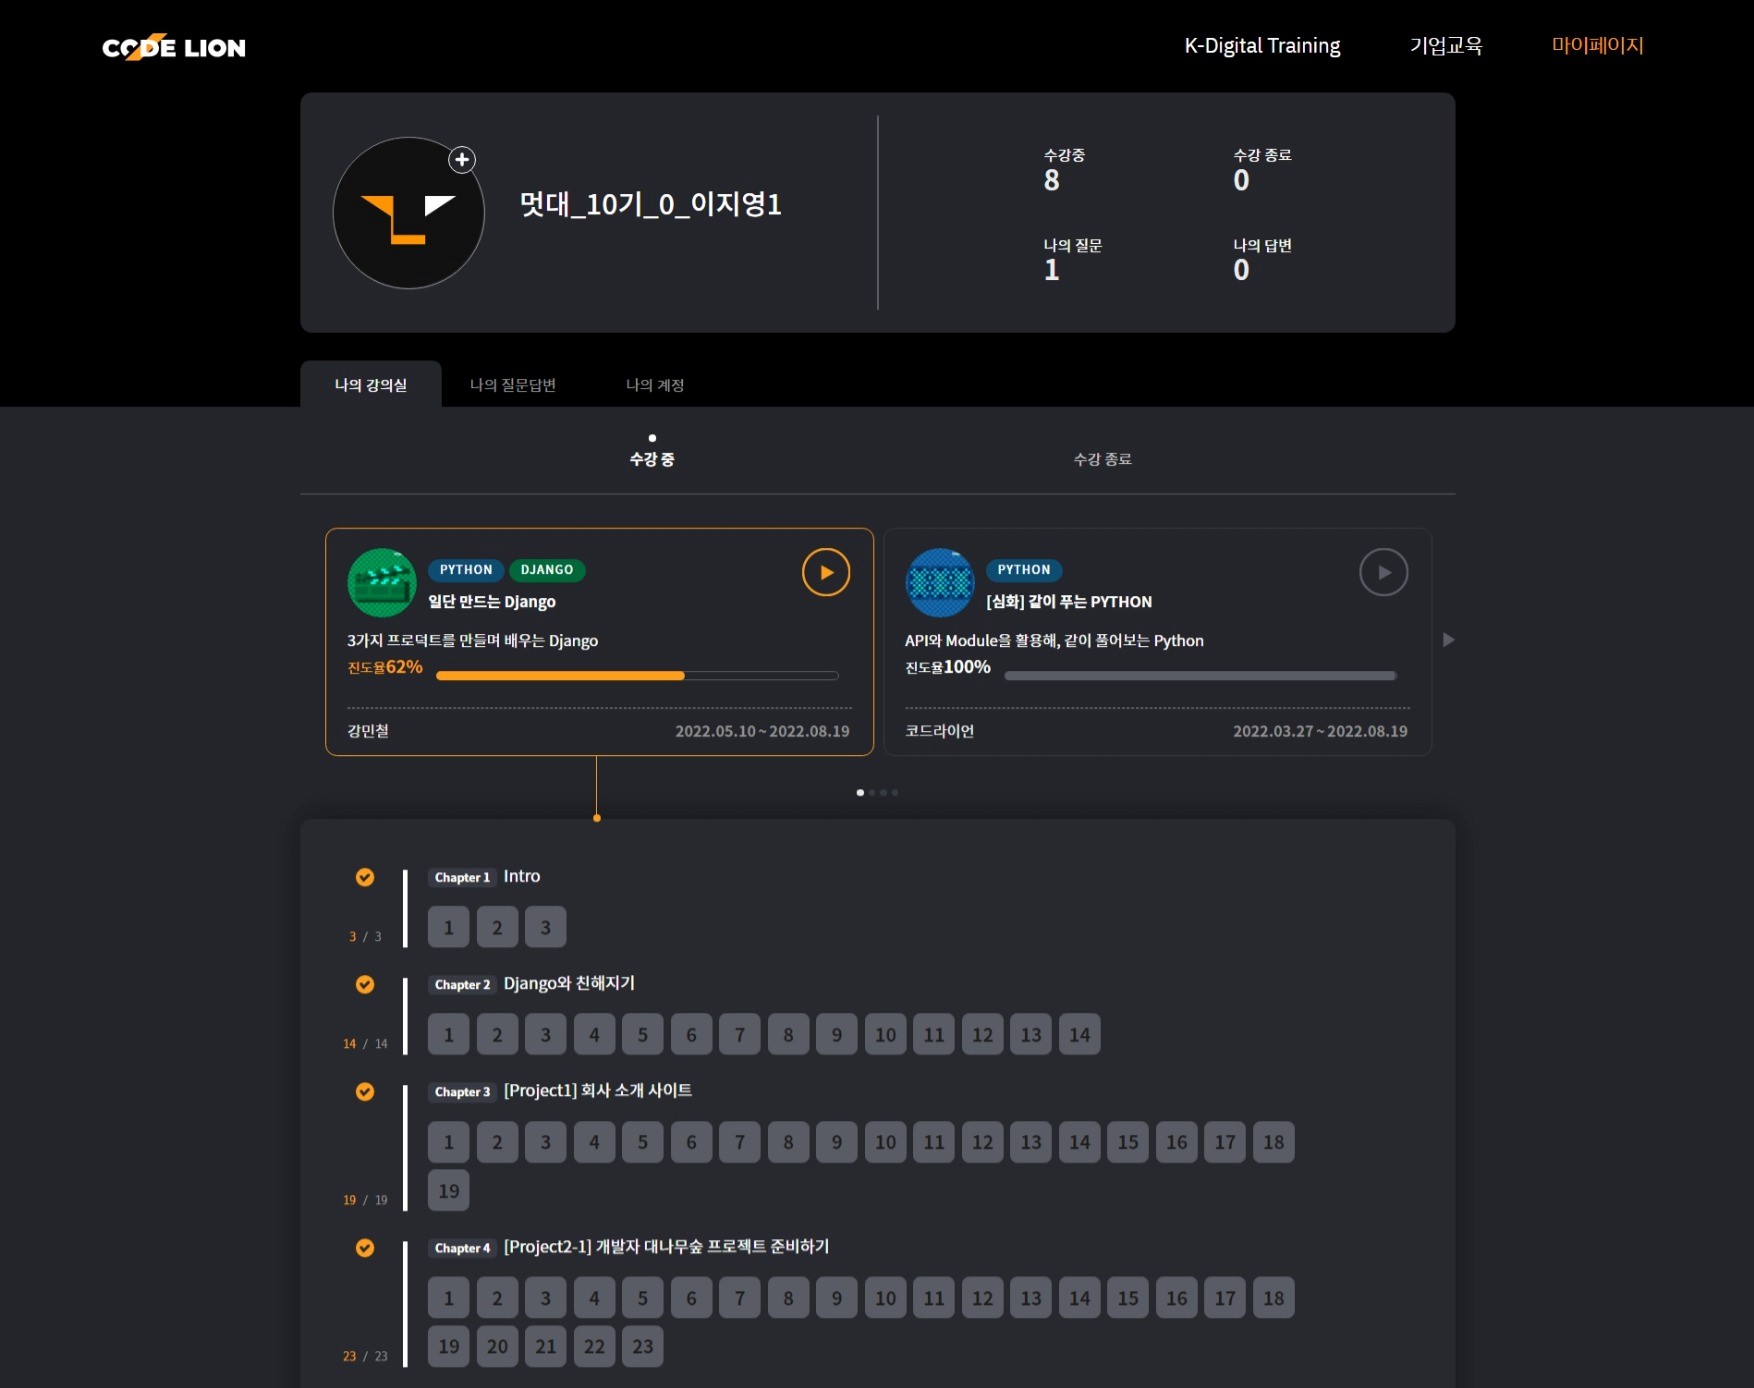 CODE LION
K-Digital Training 기업교육 마이페이지
멋대_10기_0_이지영1
수강중 수강 종료
8 0
나의 질문 나의 답변
1 0
나의 강의실 나의 질문답변 나의 계정
수강 중 수강 종료
PYTHON DJANGO
일단 만드는 Django
3가지 프로덕트를 만들며 배우는 Django
진도율62%
강민철 2022.05.10 ~ 2022.08.19
PYTHON
[심화] 같이 푸는 PYTHON
API와 Module을 활용해, 같이 풀어보는 Python
진도율100%
코드라이언 2022.03.27 ~ 2022.08.19
Chapter 1 Intro
1 2 3
3 / 3
Chapter 2 Django와 친해지기
1 2 3 4 5 6 7 8 9 10 11 12 13 14
14 / 14
Chapter 3 [Project1] 회사 소개 사이트
1 2 3 4 5 6 7 8 9 10 11 12 13 14 15 16 17 18
19
19 / 19
Chapter 4 [Project2-1] 개발자 대나무숲 프로젝트 준비하기
1 2 3 4 5 6 7 8 9 10 11 12 13 14 15 16 17 18
19 20 21 22 23
23 / 23